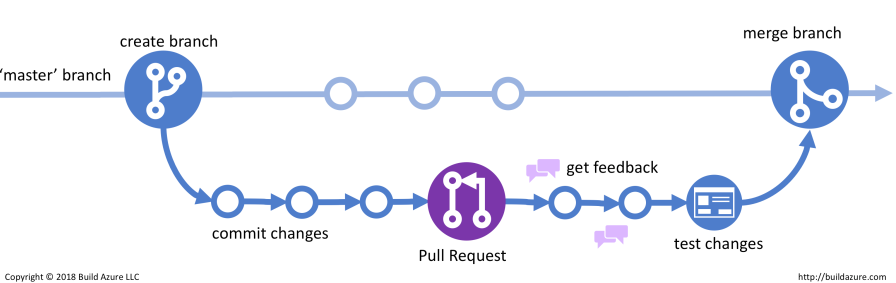 create branch
merge branch
‘master’ branch
get feedback
commit changes
Pull Request
test changes
Copyright © 2018 Build Azure LLC
http://buildazure.com